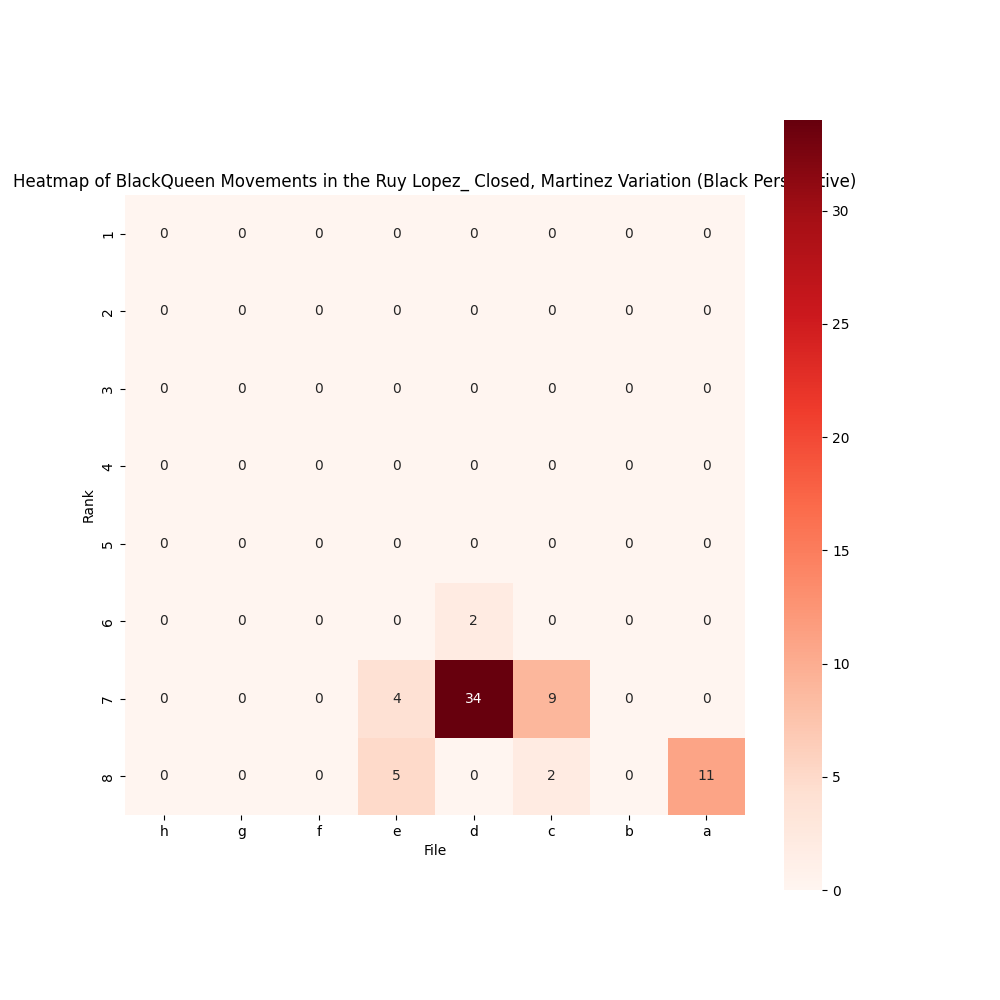 Heatmap of BlackQueen Movements in the Ruy Lopez_ Closed, Martinez Variation (Black Pers tive)
1 0 0 0 0 0 0 0 0
2 0 0 0 0 0 0 0 0
3 0 0 0 0 0 0 0 0
4 0 0 0 0 0 0 0 0
5 0 0 0 0 0 0 0 0
6 0 0 0 0 2 0 0 0
7 0 0 0 4 34 9 0 0
8 0 0 0 5 0 2 0 11
h g f e d c b a
File
Rank
30
25
20
15
10
5
0